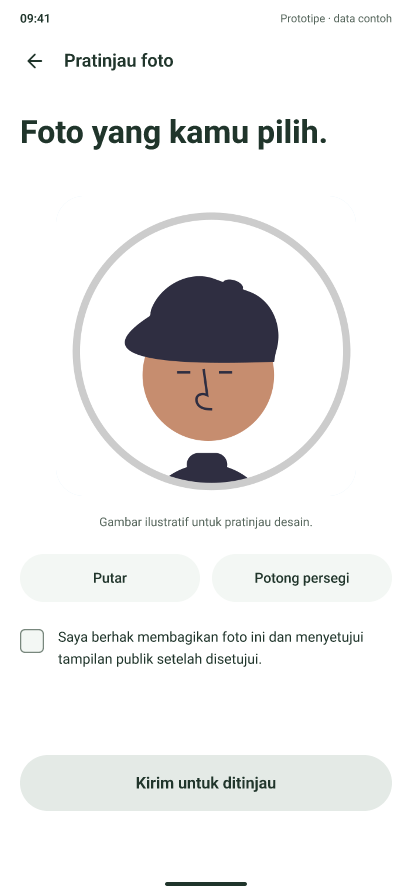 09:41
Prototipe · data contoh
Pratinjau foto
Foto yang kamu pilih.
Gambar ilustratif untuk pratinjau desain.
Putar
Potong persegi
Saya berhak membagikan foto ini dan menyetujui
tampilan publik setelah disetujui.
Kirim untuk ditinjau